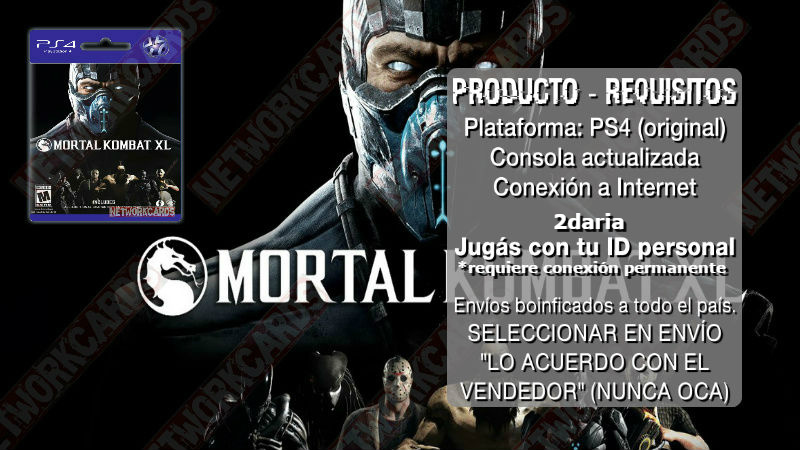 PS4
MORTAL KOMBAT XL
INCLUDES
NETWORKCARDS
MORTAL KOMBAT XL
PRODUCTO - REQUISITOS
Plataforma: PS4 (original)
Consola actualizada
Conexión a Internet
2daria
Jugás con tu ID personal
*requiere conexión permanente
Envíos boinficados a todo el país.
SELECCIONAR EN ENVÍO
"LO ACUERDO CON EL
VENDEDOR" (NUNCA OCA)
NETWORKCARDS